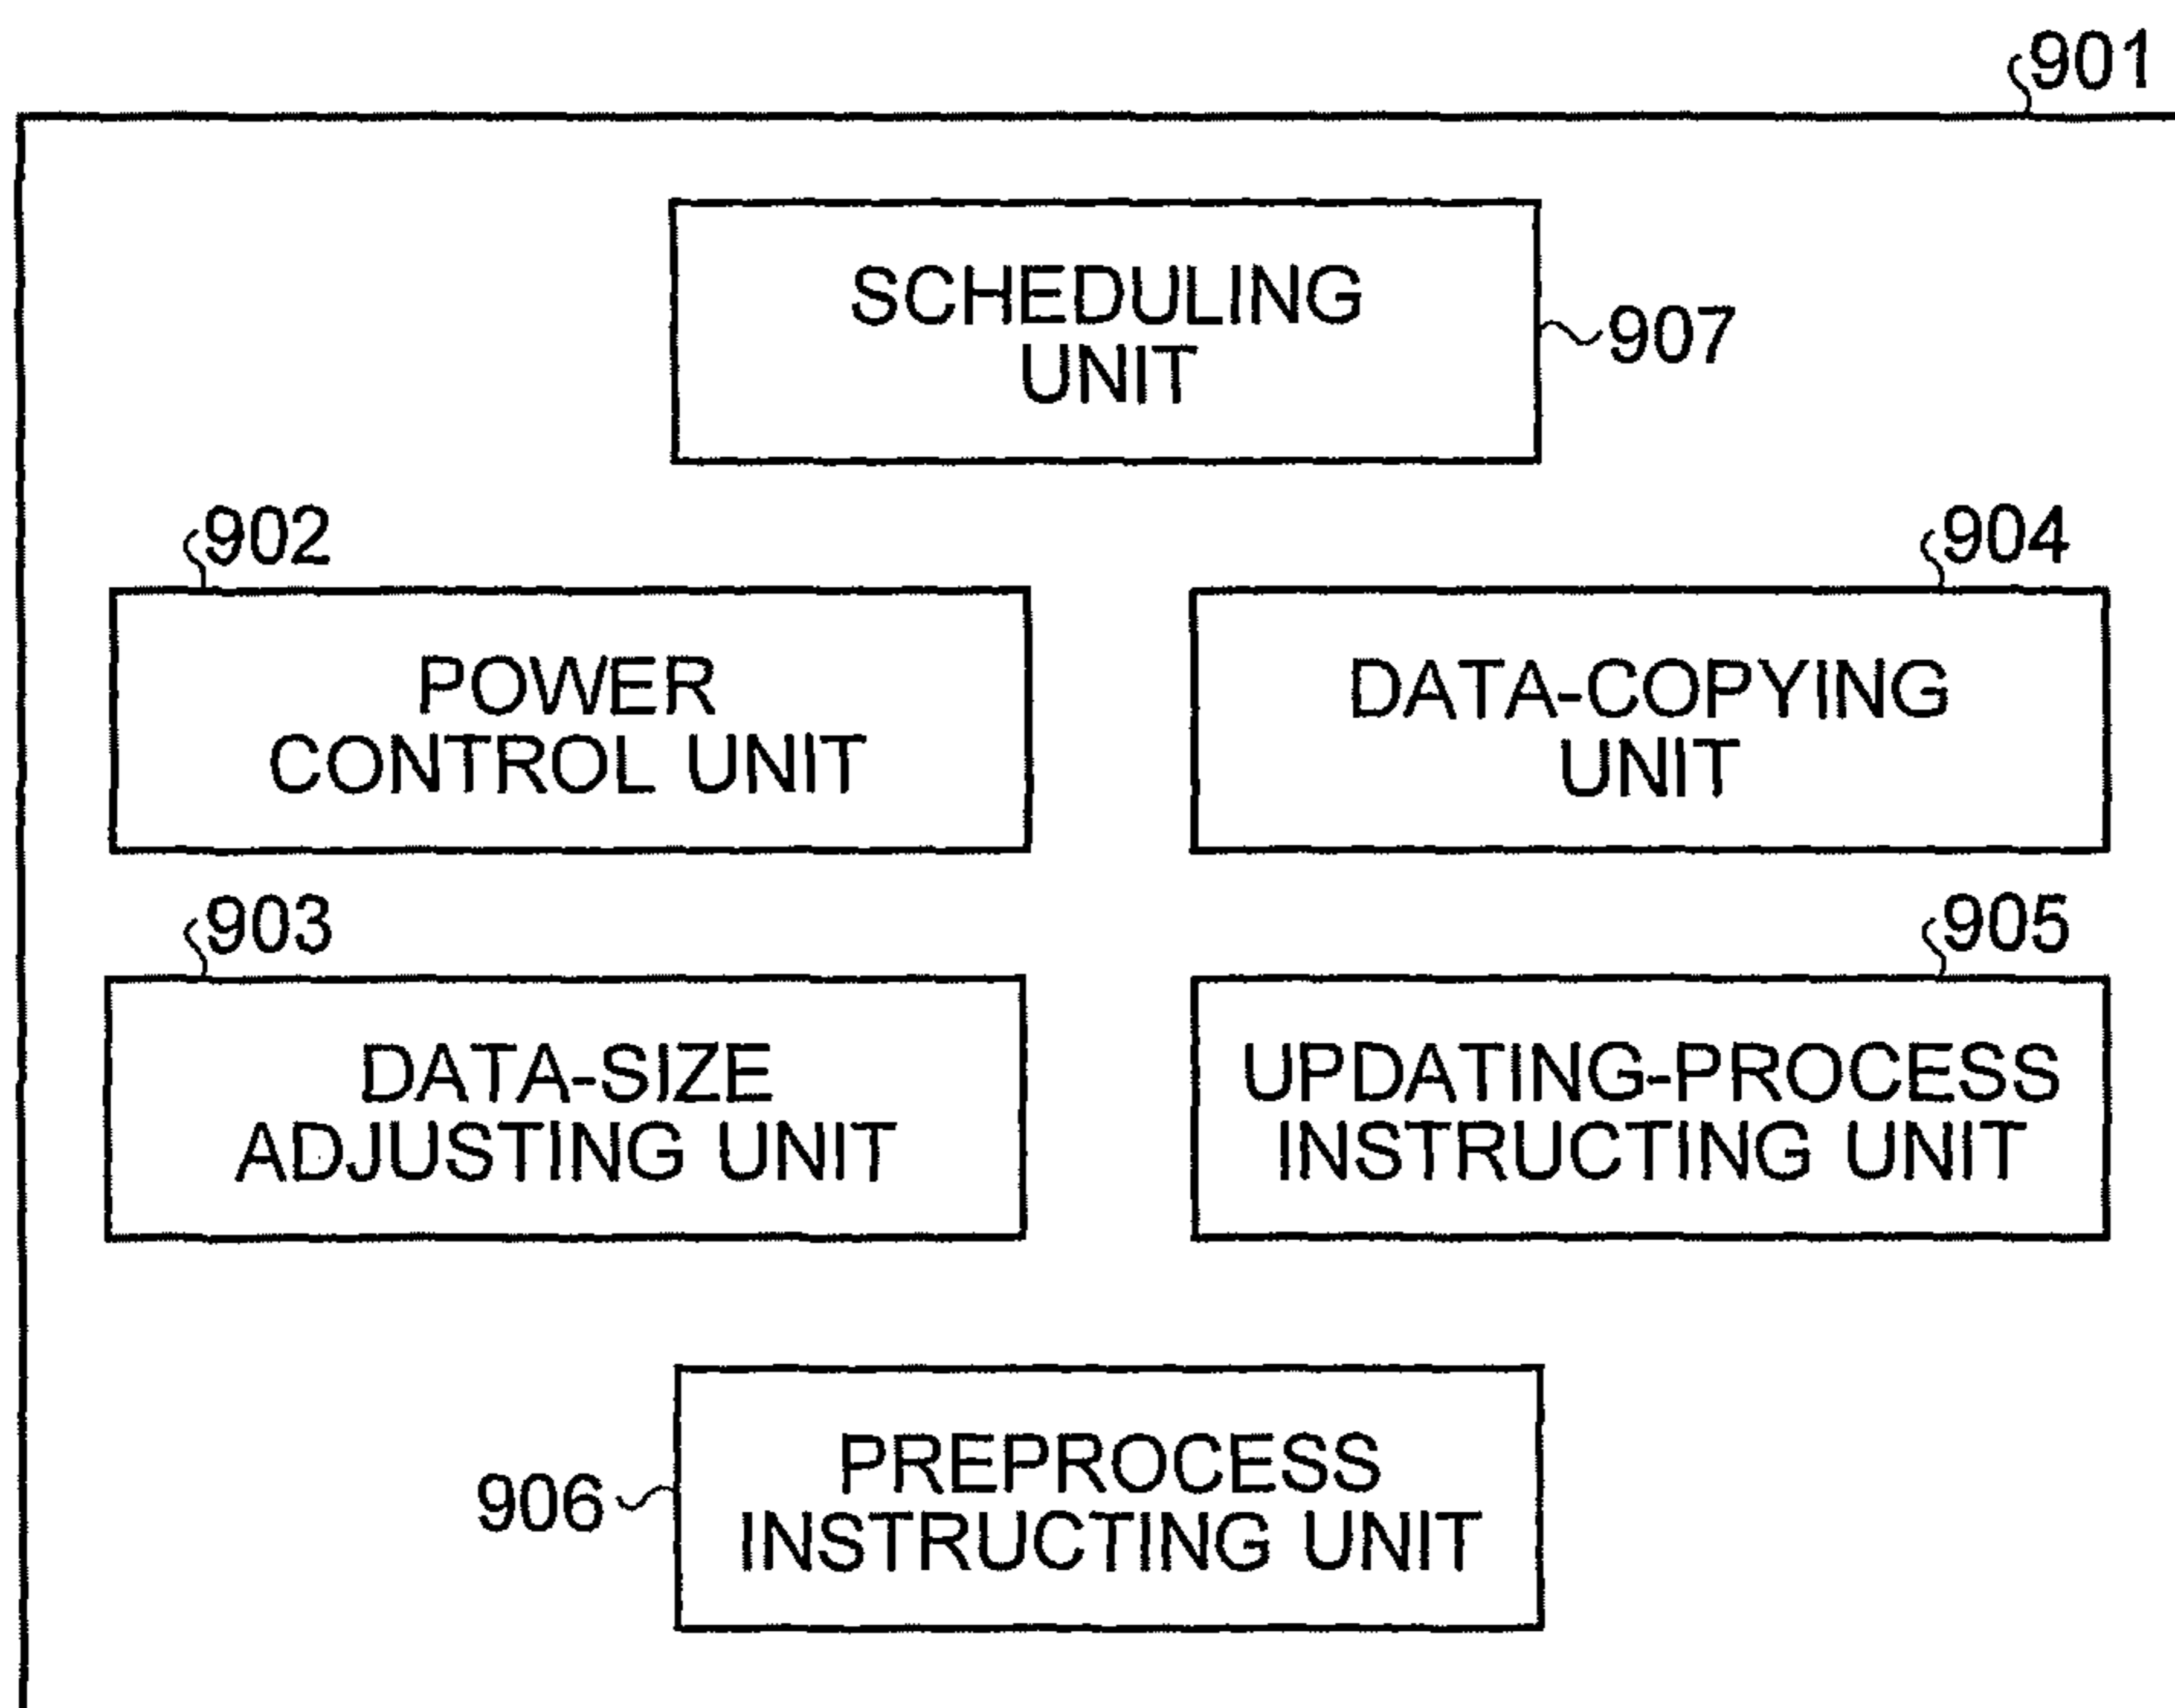 901
SCHEDULING
UNIT
907
902
904
POWER
CONTROL UNIT
DATA-COPYING
UNIT
903
905
DATA-SIZE
ADJUSTING UNIT
UPDATING-PROCESS
INSTRUCTING UNIT
906
PREPROCESS
INSTRUCTING UNIT